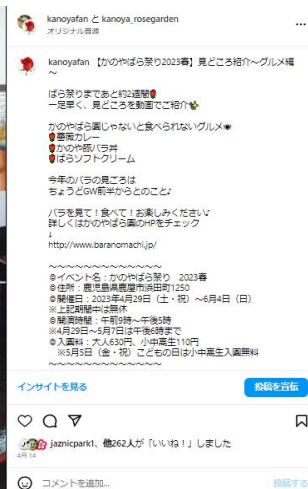 kanoyafan と kanoya_rosegarden
オリジナル音源
kanoyafan 【かのやばら祭り2023春】見どころ紹介～グルメ編
～
ばら祭りまであと約2週間🌹
一足早く、見どころを動画でご紹介
かのやばら園じゃないと食べられないグルメ
🌹薔薇カレー
🌹かのや豚バラ丼
🌹ばらソフトクリーム
今年のバラの見ごろは
ちょうどGW前半からとのこと♪
バラを見て!食べて!お楽しみください♪
詳しくはかのやばら園のHPをチェック
↓
http://www.baranomachi.jp/
～～～～～～～～～～～～～
◎イベント名:かのやばら祭り 2023春
◎住所:鹿児島県鹿屋市浜田町1250
◎開催日:2023年4月29日(土・祝)～6月4日(日)
※上記期間中は無休
◎開園時間:午前9時～午後5時
※4月29日～5月7日は午後6時まで
◎入園料:大人630円、小中高生110円
※5月5日(金・祝)こどもの日は小中高生入園無料
～～～～～～～～～～～～～
インサイトを見る
投稿を宣伝
jaznicpark1、他262人が「いいね!」しました
4月14
コメントを追加...
投稿する